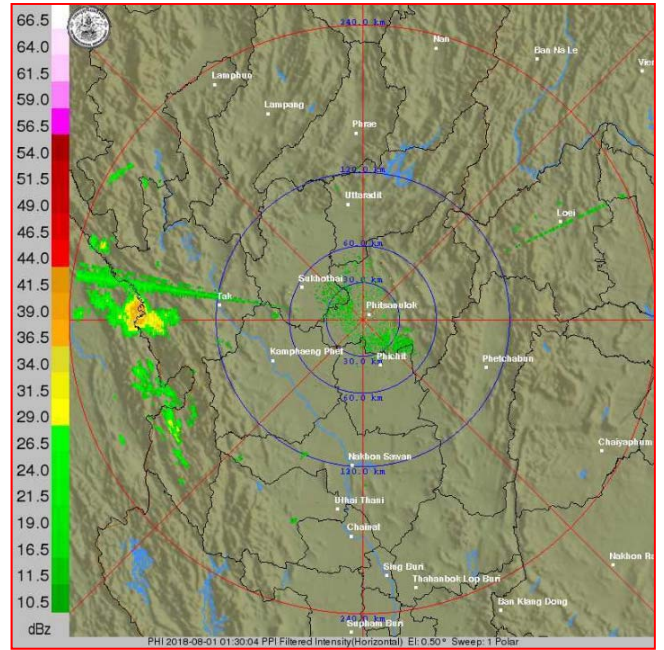 66.5
64.0
61.5
59.0
56.5
54.0
51.5
49.0
46.5
44.0
41.5
39.0
36.5
34.0
31.5
29.0
26.5
24.0
21.5
19.0
16.5
11.5
10.5
dBz
240.0 km
Nan
Ban Na Le
Lamphun
Lampang
Phrae
120.0 km
Uttaradit
Loei
60.0 km
Sukhothai
Tak
Phitsanulok
Kamphaeng Phet
30.0 km
Phichit
Phetchabun
60.0 km
Chaiyaphum
Nakhon Sawan
120.0 km
Uthai Thani
Chainat
Sing Buri
Thahanbok Lop Buri
Ban Klang Dong
240.0 km
Suphan Buri
PHI 2018-08-01 01:30:04 PPI Filtered Intensity(Horizontal) El: 0.50° Sweep: 1 Polar